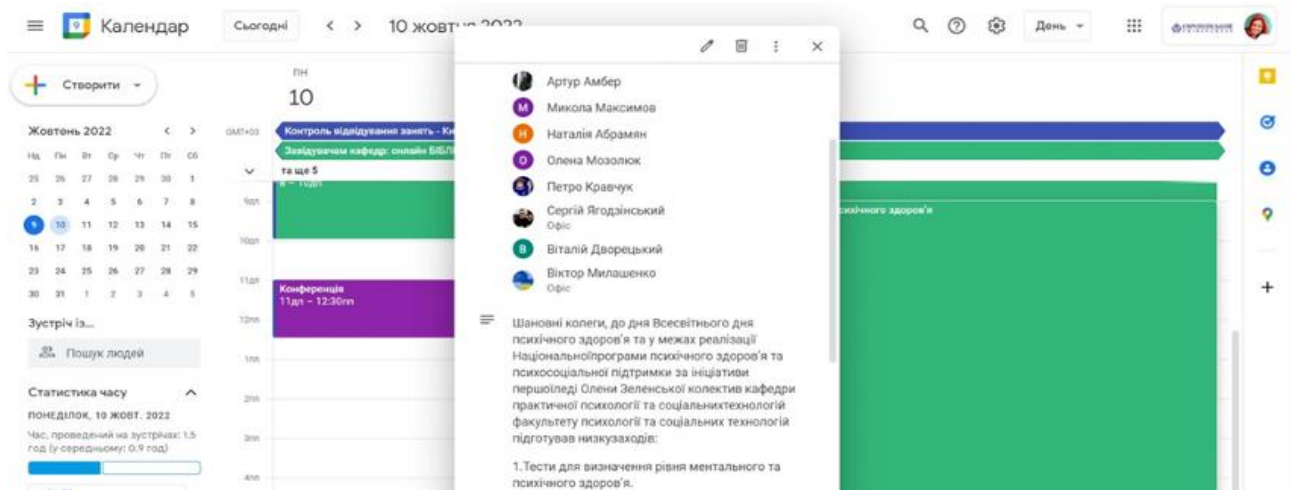 Календар
Сьогодні
10 жовтня 2022
День
Створити
ПН
10
Жовтень 2022
GMT+03
Контроль відвідування занять - Ки
Завідувачам кафедр: онлайн БІБЛ
та ще 5
Нд Пн Вт Ср Чт Пт Сб
25 26 27 28 29 30 1
2 3 4 5 6 7 8
9 10 11 12 13 14 15
16 17 18 19 20 21 22
23 24 25 26 27 28 29
30 31 1 2 3 4 5
9дп
10дп
11дп
12пп
1пп
2пп
3пп
4пп
Конференція
11дп – 12:30пп
Зустріч із...
Пошук людей
Статистика часу
ПОНЕДІЛОК, 10 ЖОВТ. 2022
Час, проведений на зустрічах: 1.5
год (у середньому: 0.9 год)
Артур Амбер
М
Микола Максимов
Н
Наталія Абрамян
О
Олена Мозолюк
Петро Кравчук
Сергій Ягодзінський
Офіс
В
Віталій Дворецький
Віктор Милашенко
Офіс
Шановні колеги, до дня Всесвітнього дня
психічного здоров'я та у межах реалізації
Національноїпрограми психічного здоров'я та
психосоціальної підтримки за ініціативи
першоїледі Олени Зеленської колектив кафедри
практичної психології та соціальнихтехнологій
факультету психології та соціальних технологій
підготував низкузаходів:
1.Тести для визначення рівня ментального та
психічного здоров'я.
психічного здоров'я